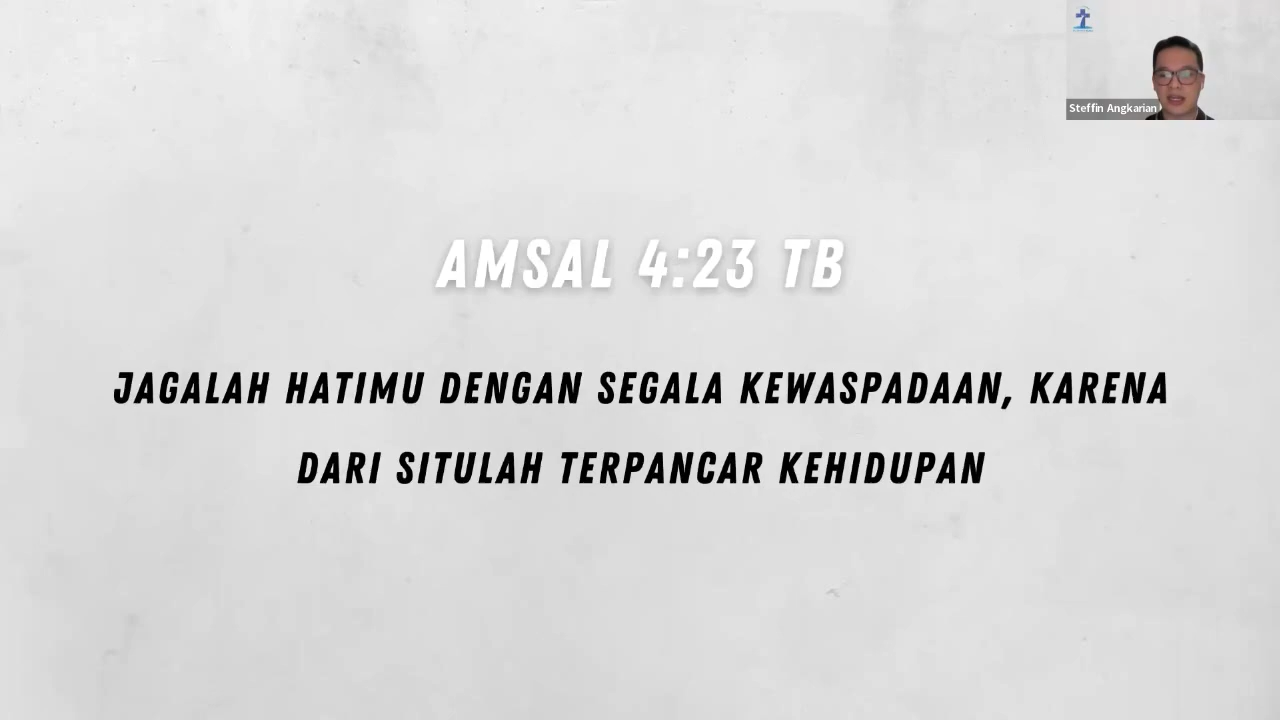 Steffin Angkarian
AMSAL 4:23 TB
JAGALAH HATIMU DENGAN SEGALA KEWASPADAAN, KARENA
DARI SITULAH TERPANCAR KEHIDUPAN